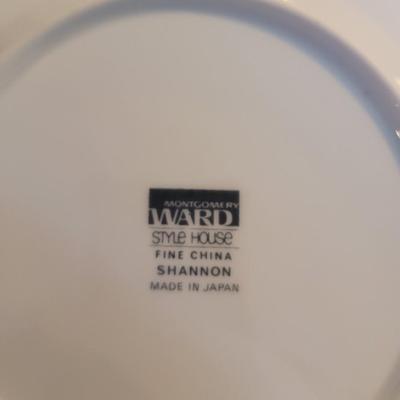 MONTGOMERY
WARD
STYLE HOUSE
FINE CHINA
SHANNON
MADE IN JAPAN